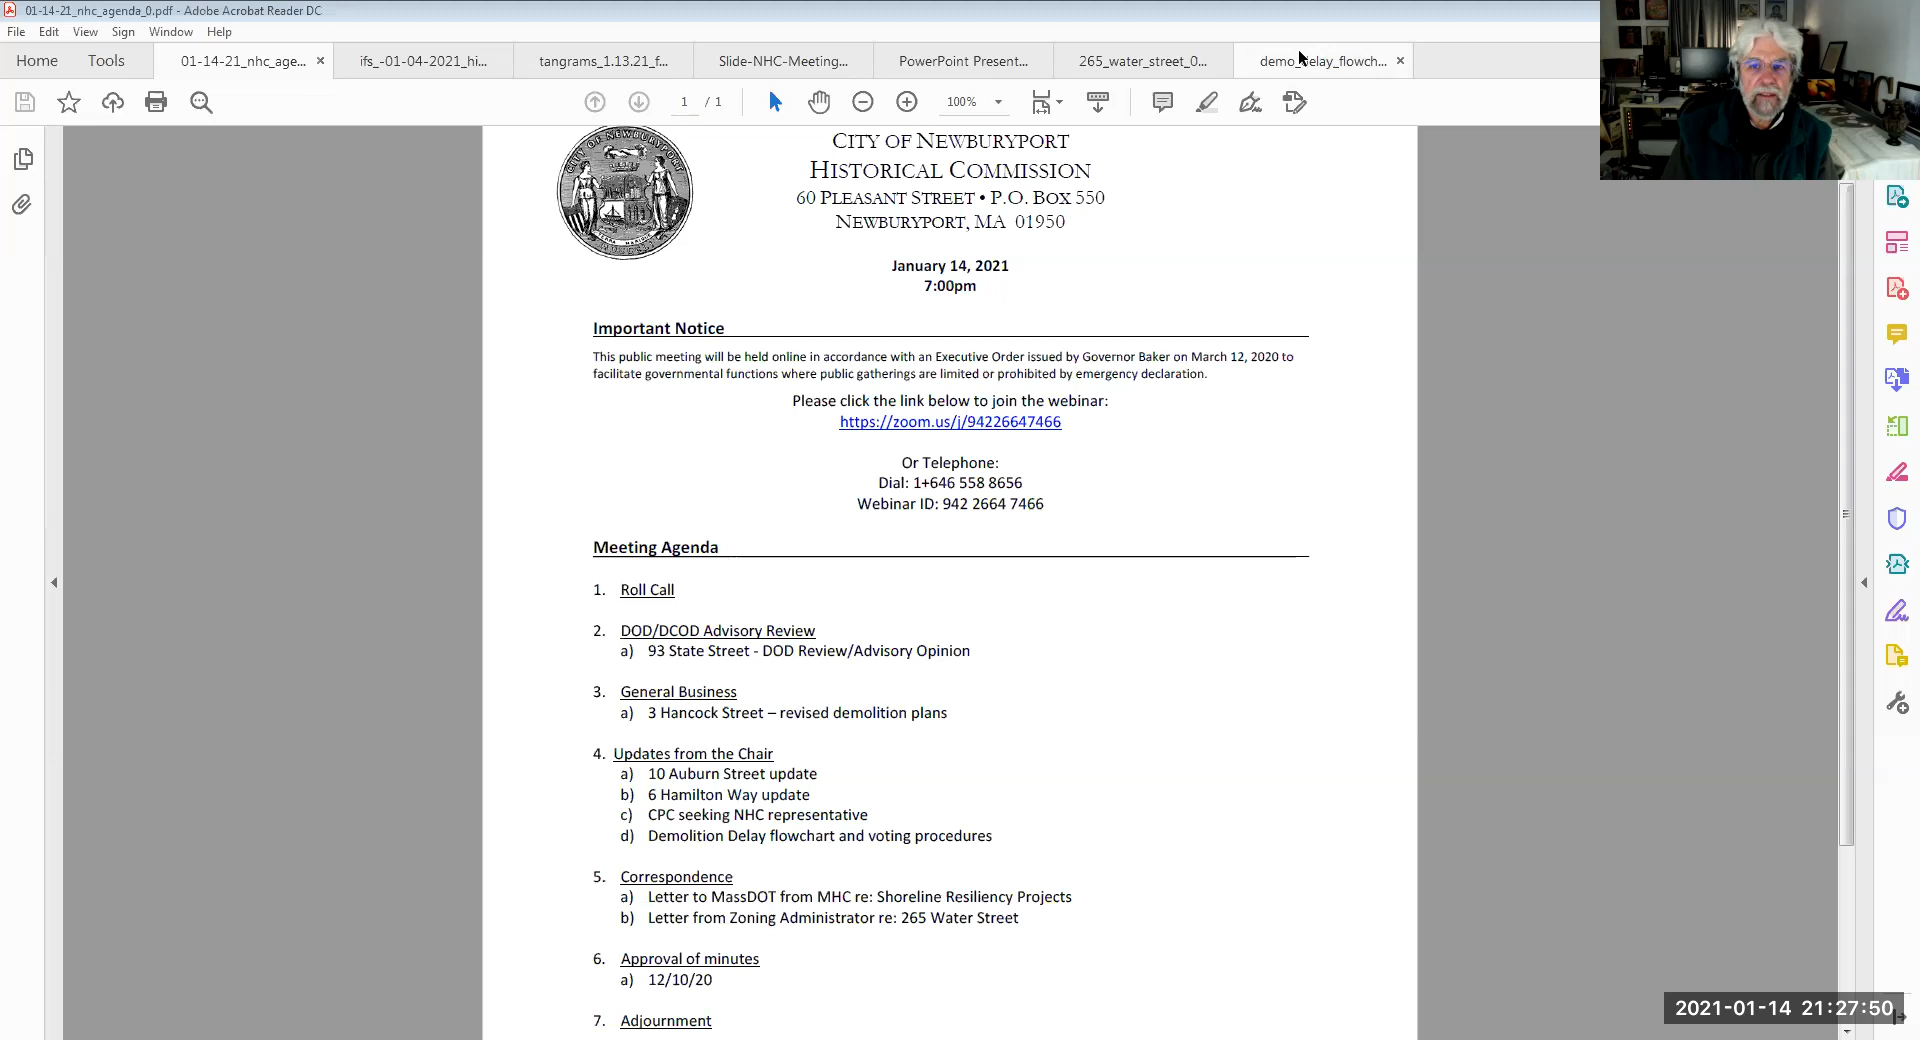 01-14-21_nhc_agenda_0.pdf - Adobe Acrobat Reader DC
File Edit View Sign Window Help
Home Tools 01-14-21_nhc_age... × ifs_-01-04-2021_hi... tangrams_1.13.21_f... Slide-NHC-Meeting... PowerPoint Present... 265_water_street_0... demo_delay_flowch... ×
1 / 1 100%
CITY OF NEWBURYPORT
CITY OF NEWBURYPORT
HISTORICAL COMMISSION
60 PLEASANT STREET • P.O. BOX 550
NEWBURYPORT, MA 01950
January 14, 2021
7:00pm
Important Notice
This public meeting will be held online in accordance with an Executive Order issued by Governor Baker on March 12, 2020 to
facilitate governmental functions where public gatherings are limited or prohibited by emergency declaration.
Please click the link below to join the webinar:
https://zoom.us/j/94226647466
Or Telephone:
Dial: 1+646 558 8656
Webinar ID: 942 2664 7466
Meeting Agenda
1. Roll Call
2. DOD/DCOD Advisory Review
a) 93 State Street - DOD Review/Advisory Opinion
3. General Business
a) 3 Hancock Street – revised demolition plans
4. Updates from the Chair
a) 10 Auburn Street update
b) 6 Hamilton Way update
c) CPC seeking NHC representative
d) Demolition Delay flowchart and voting procedures
5. Correspondence
a) Letter to MassDOT from MHC re: Shoreline Resiliency Projects
b) Letter from Zoning Administrator re: 265 Water Street
6. Approval of minutes
a) 12/10/20
7. Adjournment
2021-01-14 21:27:50